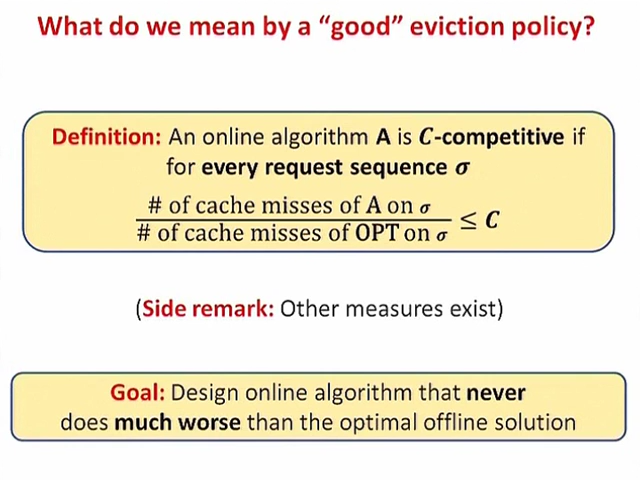 What do we mean by a “good” eviction policy?
Definition: An online algorithm A is C-competitive if
for every request sequence σ
# of cache misses of A on σ
# of cache misses of OPT on σ
≤ C
(Side remark: Other measures exist)
Goal: Design online algorithm that never
does much worse than the optimal offline solution